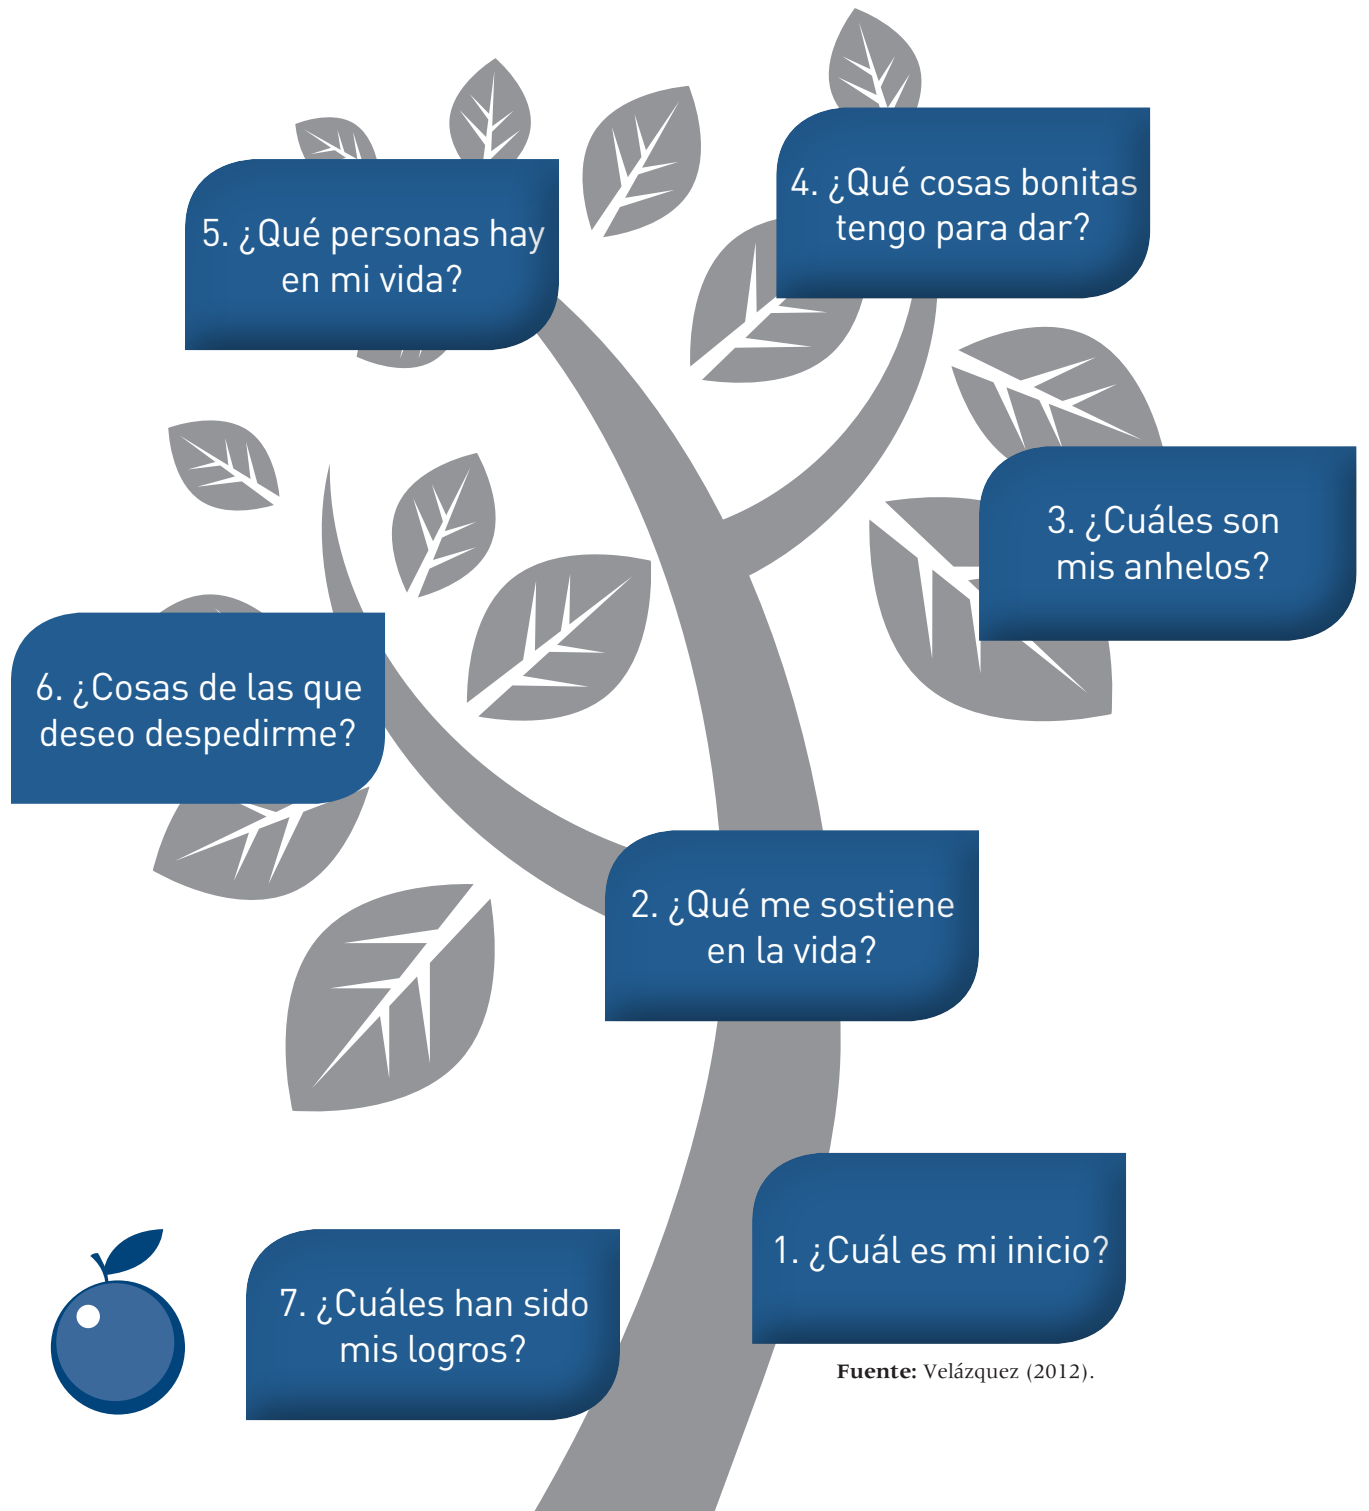 4. ¿Qué cosas bonitas
tengo para dar?
5. ¿Qué personas hay
en mi vida?
3. ¿Cuáles son
mis anhelos?
6. ¿Cosas de las que
deseo despedirme?
2. ¿Qué me sostiene
en la vida?
1. ¿Cuál es mi inicio?
7. ¿Cuáles han sido
mis logros?
Fuente: Velázquez (2012).